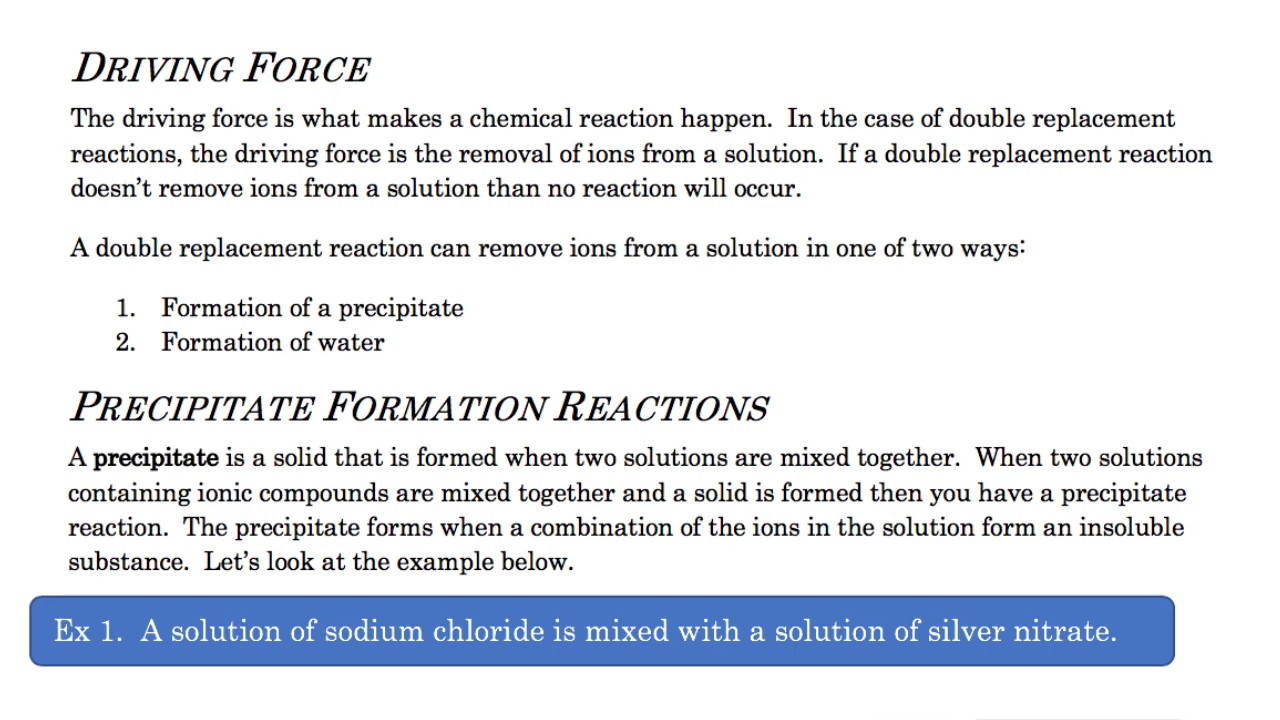 DRIVING FORCE
The driving force is what makes a chemical reaction happen.  In the case of double replacement
reactions, the driving force is the removal of ions from a solution.  If a double replacement reaction
doesn’t remove ions from a solution than no reaction will occur.
A double replacement reaction can remove ions from a solution in one of two ways:
1. Formation of a precipitate
2. Formation of water
PRECIPITATE FORMATION REACTIONS
A precipitate is a solid that is formed when two solutions are mixed together.  When two solutions
containing ionic compounds are mixed together and a solid is formed then you have a precipitate
reaction.  The precipitate forms when a combination of the ions in the solution form an insoluble
substance.  Let’s look at the example below.
Ex 1.  A solution of sodium chloride is mixed with a solution of silver nitrate.